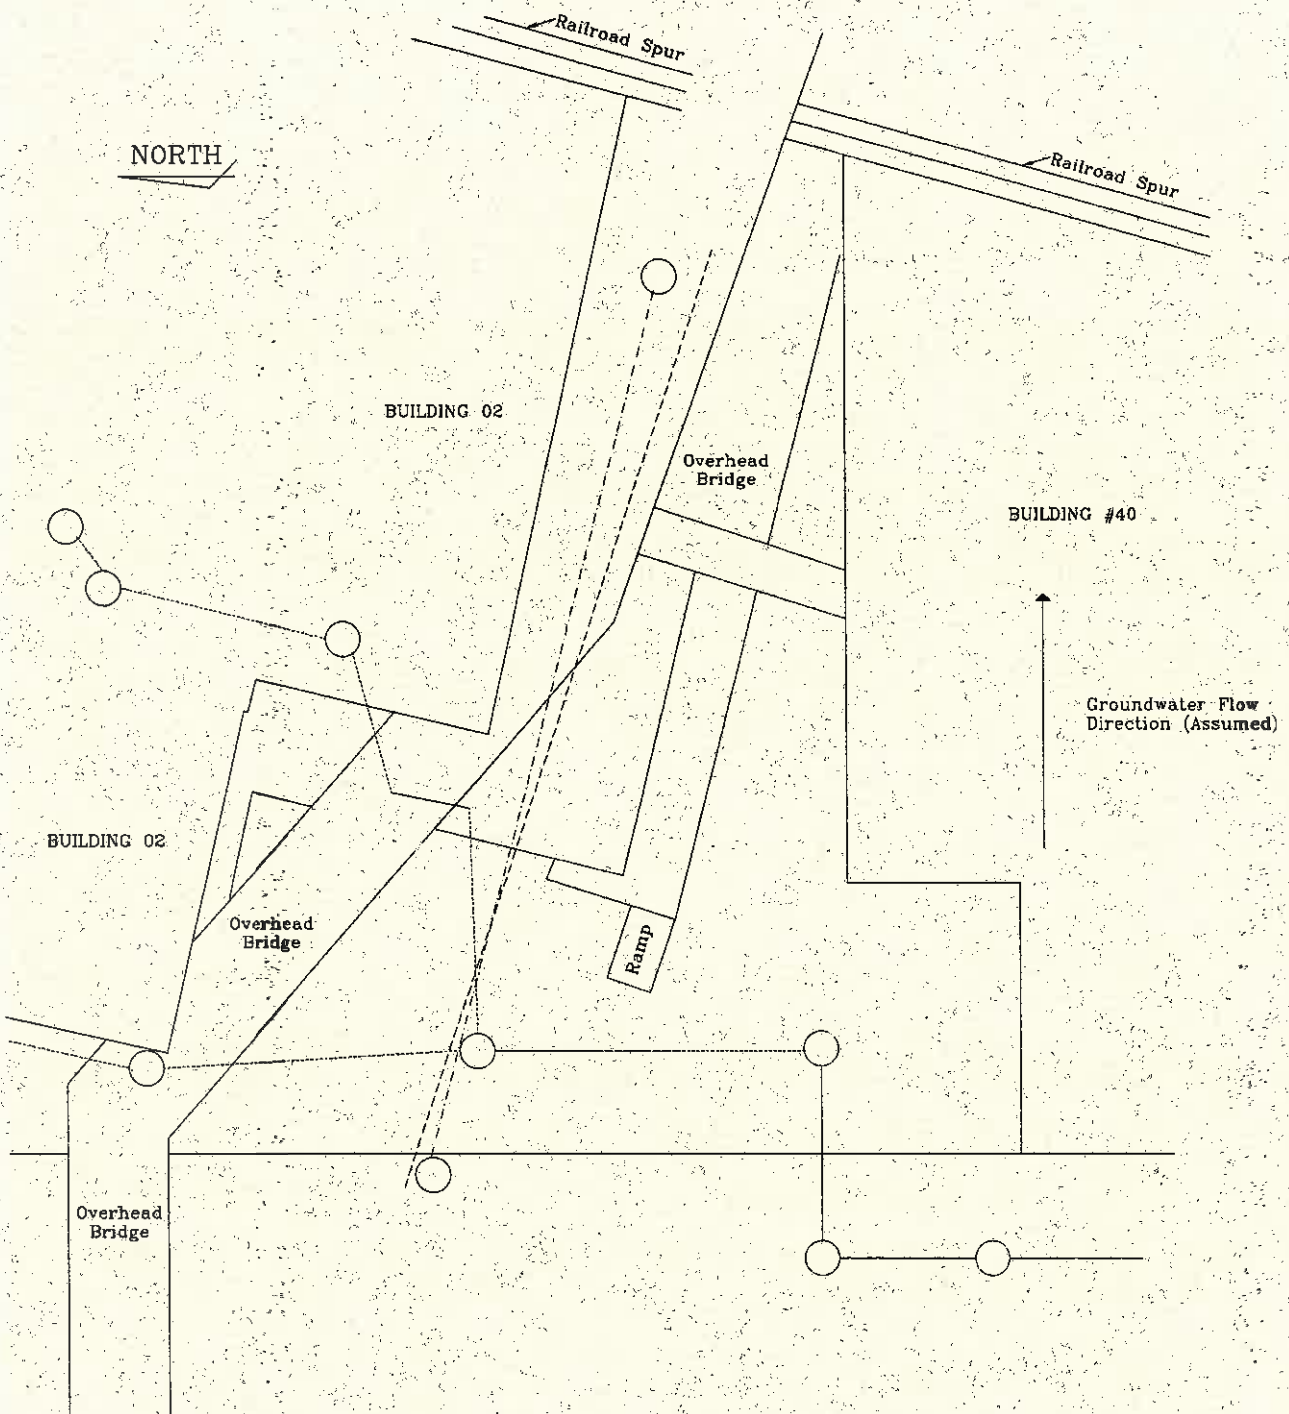 Railroad Spur
NORTH
Railroad Spur
BUILDING 02
Overhead
Bridge
BUILDING #40
Groundwater Flow
Direction (Assumed)
BUILDING 02
Overhead
Bridge
Ramp
Overhead
Bridge